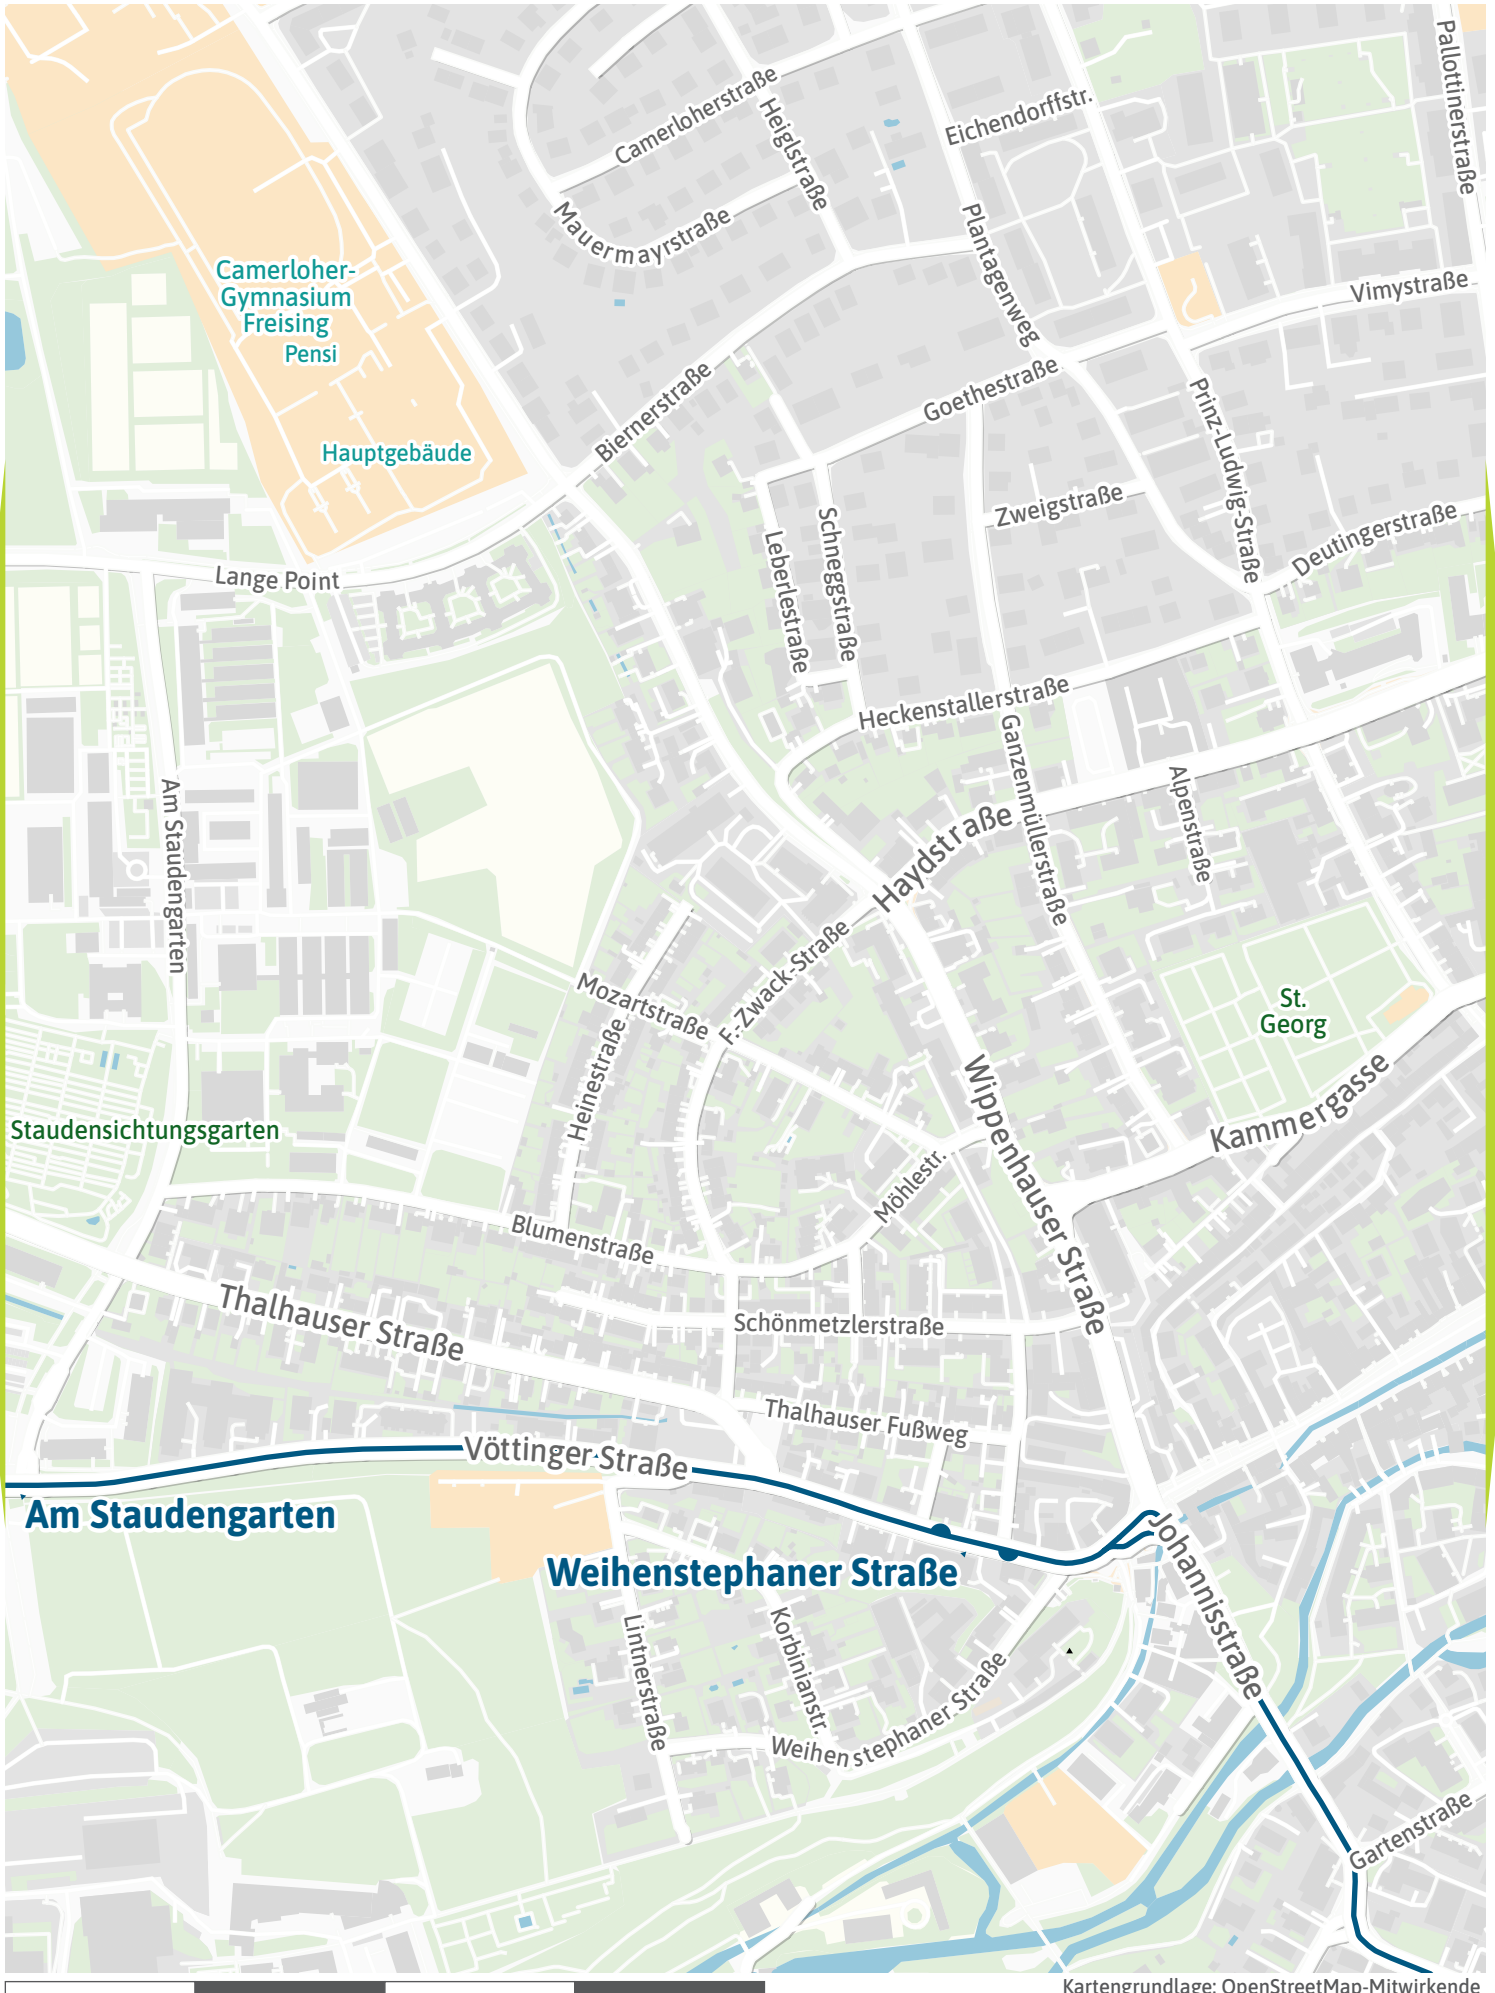 Pallottinerstraße
Camerloherstraße
Heiglstraße
Eichendorffstr.
Mauermayrstraße
Plantagenweg
Camerloher-
Gymnasium
Freising
Pensi
Vimystraße
Biernerstraße
Goethestraße
Prinz-Ludwig-Straße
Hauptgebäude
Zweigstraße
Schneggstraße
Leberlestraße
Deutingerstraße
Lange Point
Heckenstallerstraße
Ganzenmüllerstraße
Am Staudengarten
Alpenstraße
Haydstraße
F.-Zwack-Straße
Mozartstraße
Heinestraße
St.
Georg
Wippenhauser Straße
Kammergasse
Staudensichtungsgarten
Möhlestr.
Blumenstraße
Thalhauser Straße
Schönmetzlerstraße
Thalhauser Fußweg
Vöttinger Straße
Am Staudengarten
Weihenstephaner Straße
Johannisstraße
Lintnerstraße
Korbinianstr.
Weihenstephaner Straße
Gartenstraße
Kartengrundlage: OpenStreetMap-Mitwirkende